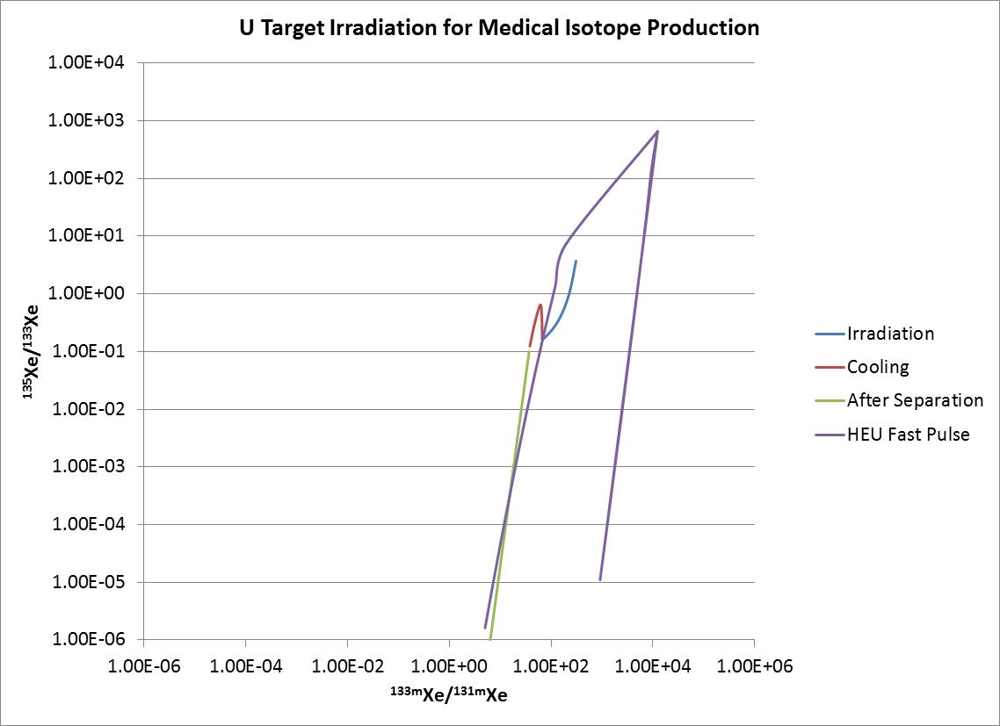 U Target Irradiation for Medical Isotope Production
1.00E+04
1.00E+03
1.00E+02
1.00E+01
1.00E+00
1.00E-01
1.00E-02
1.00E-03
1.00E-04
1.00E-05
1.00E-06
¹³⁵Xe/¹³³Xe
1.00E-06 1.00E-04 1.00E-02 1.00E+00 1.00E+02 1.00E+04 1.00E+06
¹³³ᵐXe/¹³¹ᵐXe
Irradiation
Cooling
After Separation
HEU Fast Pulse